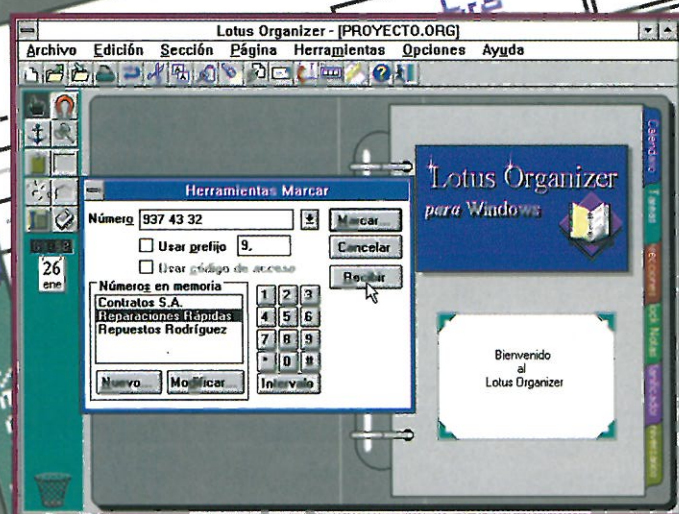 Lotus Organizer - [PROYECTO.ORG]
Archivo Edición Sección Página Herramientas Opciones Ayuda
Herramientas Marcar
Número 937 43 32 Marcar...
Usar prefijo 9, Cancelar
Usar código de acceso Recibir
Números en memoria
Contratos S.A.
Reparaciones Rápidas
Repuestos Rodríguez
Nuevo... Modificar...
1 2 3
4 5 6
7 8 9
* 0 #
Intervalo
26
ene
Lotus Organizer
para Windows
Bienvenido
al
Lotus Organizer
Calendario
Tareas